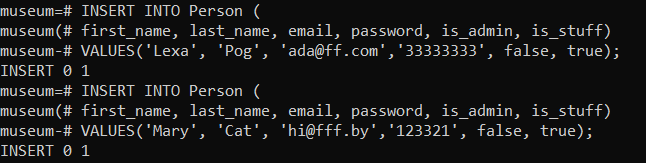 museum=# INSERT INTO Person (
museum(# first_name, last_name, email, password, is_admin, is_stuff)
museum-# VALUES('Lexa', 'Pog', 'ada@ff.com','33333333', false, true);
INSERT 0 1
museum=# INSERT INTO Person (
museum(# first_name, last_name, email, password, is_admin, is_stuff)
museum-# VALUES('Mary', 'Cat', 'hi@fff.by','123321', false, true);
INSERT 0 1